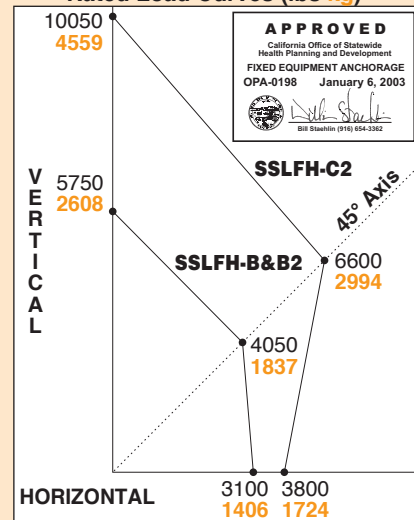 Rated Load Curves (lbs kg)
10050
4559
APPROVED
California Office of Statewide
Health Planning and Development
FIXED EQUIPMENT ANCHORAGE
OPA-0198 January 6, 2003
Bill Staehlin (916) 654-3362
SSLFH-C2
45° Axis
VERTICAL
5750
2608
SSLFH-B&B2
6600
2994
4050
1837
HORIZONTAL
3100
1406
3800
1724